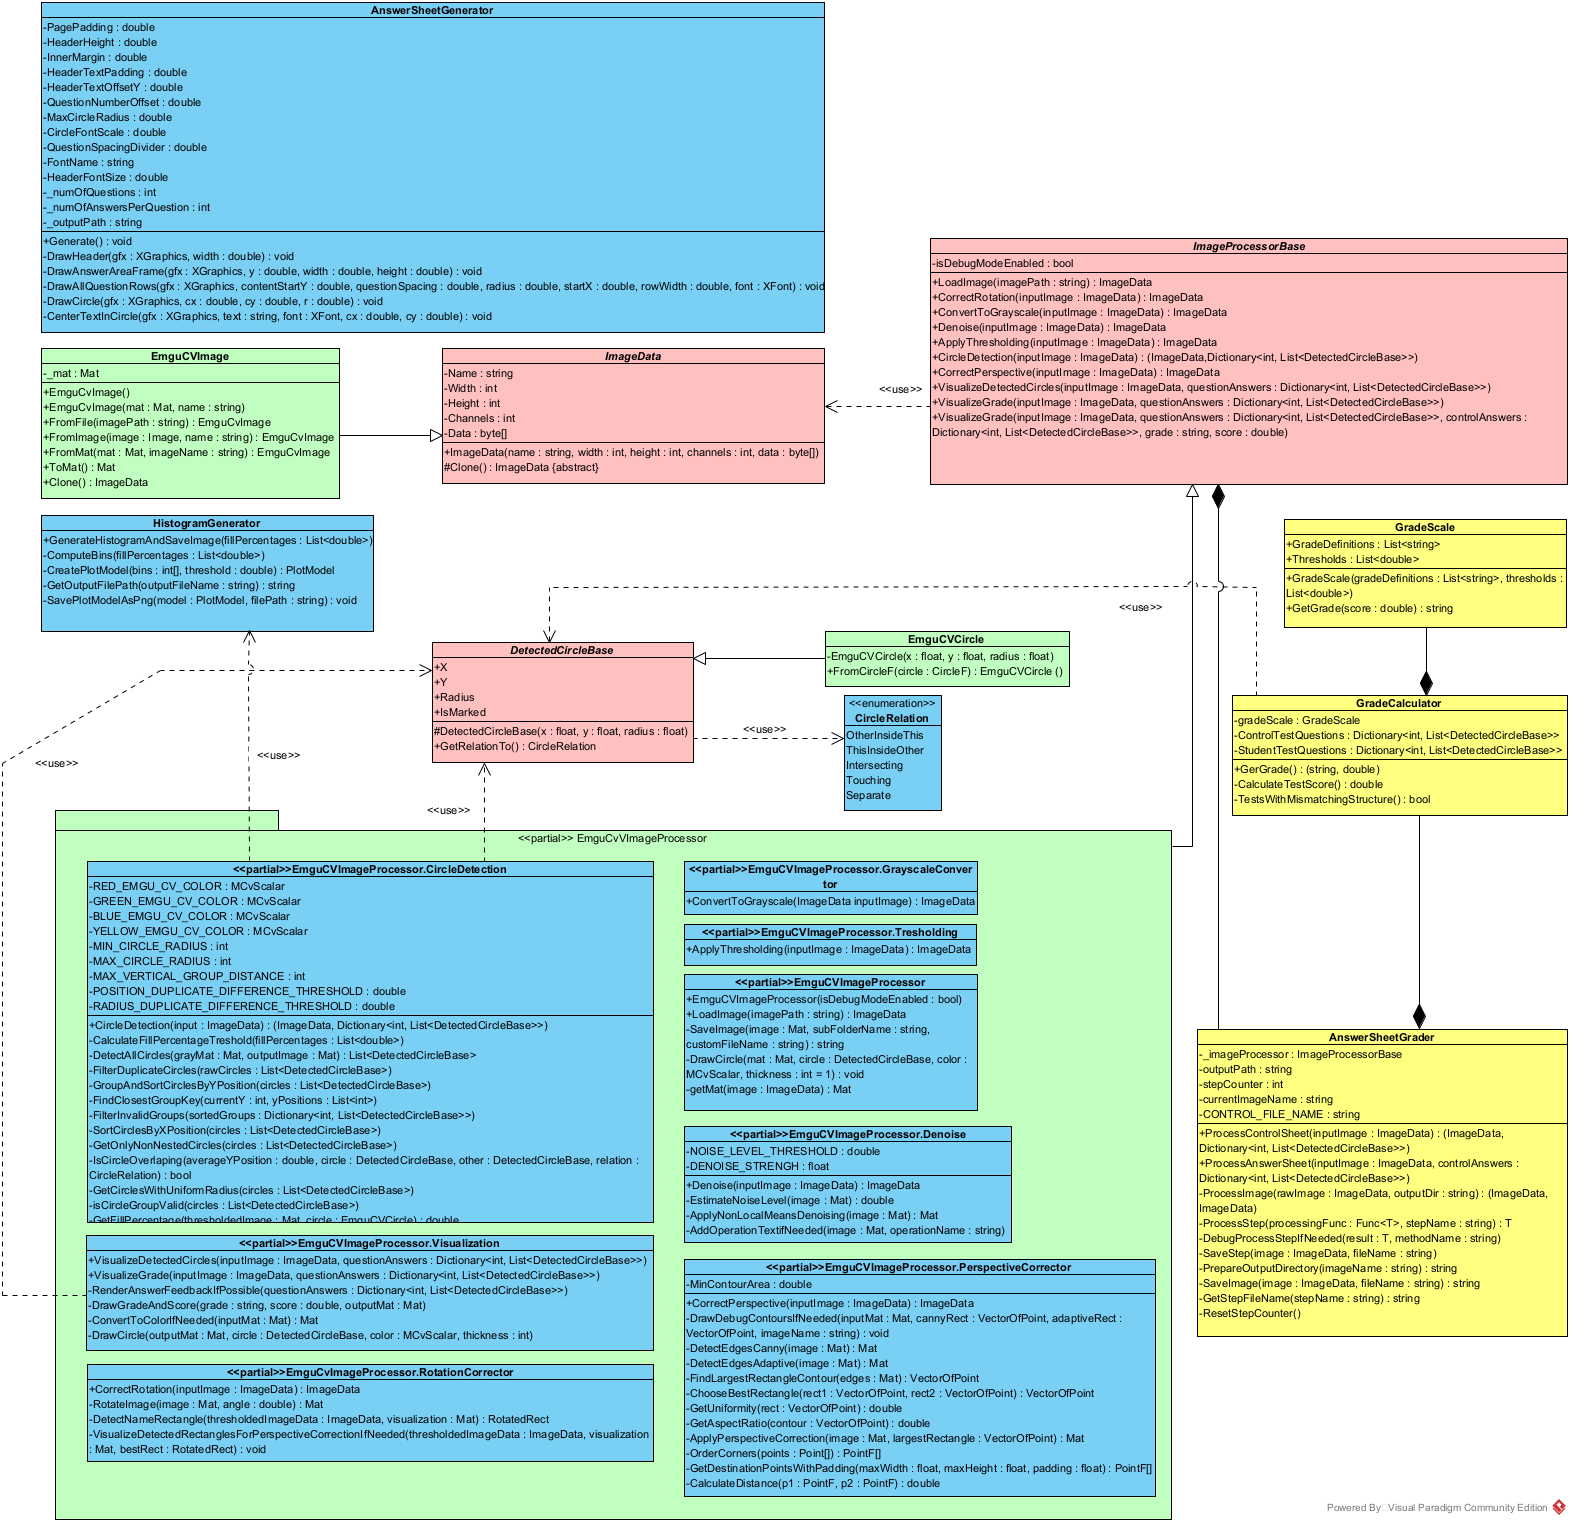 AnswerSheetGenerator
-PagePadding : double
-HeaderHeight : double
-InnerMargin : double
-HeaderTextPadding : double
-HeaderTextOffsetY : double
-QuestionNumberOffset : double
-MaxCircleRadius : double
-CircleFontScale : double
-QuestionSpacingDivider : double
-FontName : string
-HeaderFontSize : double
-_numOfQuestions : int
-_numOfAnswersPerQuestion : int
-_outputPath : string
+Generate() : void
-DrawHeader(gfx : XGraphics, width : double) : void
-DrawAnswerAreaFrame(gfx : XGraphics, y : double, width : double, height : double) : void
-DrawAllQuestionRows(gfx : XGraphics, contentStartY : double, questionSpacing : double, radius : double, startX : double, rowWidth : double, font : XFont) : void
-DrawCircle(gfx : XGraphics, cx : double, cy : double, r : double) : void
-CenterTextInCircle(gfx : XGraphics, text : string, font : XFont, cx : double, cy : double) : void
ImageProcessorBase
-isDebugModeEnabled : bool
+LoadImage(imagePath : string) : ImageData
+CorrectRotation(inputImage : ImageData) : ImageData
+ConvertToGrayscale(inputImage : ImageData) : ImageData
+Denoise(inputImage : ImageData) : ImageData
+ApplyThresholding(inputImage : ImageData) : ImageData
+CircleDetection(inputImage : ImageData) : (ImageData,Dictionary<int, List<DetectedCircleBase>>)
+CorrectPerspective(inputImage : ImageData) : ImageData
+VisualizeDetectedCircles(inputImage : ImageData, questionAnswers : Dictionary<int, List<DetectedCircleBase>>)
+VisualizeGrade(inputImage : ImageData, questionAnswers : Dictionary<int, List<DetectedCircleBase>>)
+VisualizeGrade(inputImage : ImageData, questionAnswers : Dictionary<int, List<DetectedCircleBase>>, controlAnswers :
Dictionary<int, List<DetectedCircleBase>>, grade : string, score : double)
<<use>>
EmguCVImage
-_mat : Mat
+EmguCvImage()
+EmguCvImage(mat : Mat, name : string)
+FromFile(imagePath : string) : EmguCvImage
+FromImage(image : Image, name : string) : EmguCvImage
+FromMat(mat : Mat, imageName : string) : EmguCvImage
+ToMat() : Mat
+Clone() : ImageData
ImageData
-Name : string
-Width : int
-Height : int
-Channels : int
-Data : byte[]
+ImageData(name : string, width : int, height : int, channels : int, data : byte[])
#Clone() : ImageData {abstract}
HistogramGenerator
+GenerateHistogramAndSaveImage(fillPercentages : List<double>)
-ComputeBins(fillPercentages : List<double>)
-CreatePlotModel(bins : int[], threshold : double) : PlotModel
-GetOutputFilePath(outputFileName : string) : string
-SavePlotModelAsPng(model : PlotModel, filePath : string) : void
GradeScale
+GradeDefinitions : List<string>
+Thresholds : List<double>
+GradeScale(gradeDefinitions : List<string>, thresholds :
List<double>)
+GetGrade(score : double) : string
<<use>>
DetectedCircleBase
+X
+Y
+Radius
+IsMarked
#DetectedCircleBase(x : float, y : float, radius : float)
+GetRelationTo() : CircleRelation
EmguCVCircle
-EmguCVCircle(x : float, y : float, radius : float)
+FromCircleF(circle : CircleF) : EmguCVCircle ()
<<enumeration>>
CircleRelation
OtherInsideThis
ThisInsideOther
Intersecting
Touching
Separate
<<use>>
GradeCalculator
-gradeScale : GradeScale
-ControlTestQuestions : Dictionary<int, List<DetectedCircleBase>>
-StudentTestQuestions : Dictionary<int, List<DetectedCircleBase>>
+GerGrade() : (string, double)
-CalculateTestScore() : double
-TestsWithMismatchingStructure() : bool
<<use>>
<<use>>
<<use>>
<<partial>> EmguCvVImageProcessor
<<partial>>EmguCVImageProcessor.CircleDetection
-RED_EMGU_CV_COLOR : MCvScalar
-GREEN_EMGU_CV_COLOR : MCvScalar
-BLUE_EMGU_CV_COLOR : MCvScalar
-YELLOW_EMGU_CV_COLOR : MCvScalar
-MIN_CIRCLE_RADIUS : int
-MAX_CIRCLE_RADIUS : int
-MAX_VERTICAL_GROUP_DISTANCE : int
-POSITION_DUPLICATE_DIFFERENCE_THRESHOLD : double
-RADIUS_DUPLICATE_DIFFERENCE_THRESHOLD : double
+CircleDetection(input : ImageData) : (ImageData, Dictionary<int, List<DetectedCircleBase>>)
-CalculateFillPercentageTreshold(fillPercentages : List<double>)
-DetectAllCircles(grayMat : Mat, outputImage : Mat) : List<DetectedCircleBase>
-FilterDuplicateCircles(rawCircles : List<DetectedCircleBase>)
-GroupAndSortCirclesByYPosition(circles : List<DetectedCircleBase>)
-FindClosestGroupKey(currentY : int, yPositions : List<int>)
-FilterInvalidGroups(sortedGroups : Dictionary<int, List<DetectedCircleBase>>)
-SortCirclesByXPosition(circles : List<DetectedCircleBase>)
-GetOnlyNonNestedCircles(circles : List<DetectedCircleBase>)
-IsCircleOverlaping(averageYPosition : double, circle : DetectedCircleBase, other : DetectedCircleBase, relation :
CircleRelation) : bool
-GetCirclesWithUniformRadius(circles : List<DetectedCircleBase>)
-isCircleGroupValid(circles : List<DetectedCircleBase>)
-GetFillPercentage(thresholdedImage : Mat, circle : EmguCVCircle) : double
<<partial>>EmguCVImageProcessor.Visualization
+VisualizeDetectedCircles(inputImage : ImageData, questionAnswers : Dictionary<int, List<DetectedCircleBase>>)
+VisualizeGrade(inputImage : ImageData, questionAnswers : Dictionary<int, List<DetectedCircleBase>>)
-RenderAnswerFeedbackIfPossible(questionAnswers : Dictionary<int, List<DetectedCircleBase>>)
-DrawGradeAndScore(grade : string, score : double, outputMat : Mat)
-ConvertToColorIfNeeded(inputMat : Mat) : Mat
-DrawCircle(outputMat : Mat, circle : DetectedCircleBase, color : MCvScalar, thickness : int)
<<partial>>EmguCvImageProcessor.RotationCorrector
+CorrectRotation(inputImage : ImageData) : ImageData
-RotateImage(image : Mat, angle : double) : Mat
-DetectNameRectangle(thresholdedImageData : ImageData, visualization : Mat) : RotatedRect
-VisualizeDetectedRectanglesForPerspectiveCorrectionIfNeeded(thresholdedImageData : ImageData, visualization
: Mat, bestRect : RotatedRect) : void
<<partial>>EmguCVImageProcessor.GrayscaleConver
tor
+ConvertToGrayscale(ImageData inputImage) : ImageData
<<partial>>EmguCVImageProcessor.Tresholding
+ApplyThresholding(inputImage : ImageData) : ImageData
<<partial>>EmguCVImageProcessor
+EmguCVImageProcessor(isDebugModeEnabled : bool)
+LoadImage(imagePath : string) : ImageData
-SaveImage(image : Mat, subFolderName : string,
customFileName : string) : string
-DrawCircle(mat : Mat, circle : DetectedCircleBase, color :
MCvScalar, thickness : int = 1) : void
-getMat(image : ImageData) : Mat
<<partial>>EmguCVImageProcessor.Denoise
-NOISE_LEVEL_THRESHOLD : double
-DENOISE_STRENGH : float
+Denoise(inputImage : ImageData) : ImageData
-EstimateNoiseLevel(image : Mat) : double
-ApplyNonLocalMeansDenoising(image : Mat) : Mat
-AddOperationTextifNeeded(image : Mat, operationName : string)
<<partial>>EmguCVImageProcessor.PerspectiveCorrector
-MinContourArea : double
+CorrectPerspective(inputImage : ImageData) : ImageData
-DrawDebugContoursIfNeeded(inputMat : Mat, cannyRect : VectorOfPoint, adaptiveRect :
VectorOfPoint, imageName : string) : void
-DetectEdgesCanny(image : Mat) : Mat
-DetectEdgesAdaptive(image : Mat) : Mat
-FindLargestRectangleContour(edges : Mat) : VectorOfPoint
-ChooseBestRectangle(rect1 : VectorOfPoint, rect2 : VectorOfPoint) : VectorOfPoint
-GetUniformity(rect : VectorOfPoint) : double
-GetAspectRatio(contour : VectorOfPoint) : double
-ApplyPerspectiveCorrection(image : Mat, largestRectangle : VectorOfPoint) : Mat
-OrderCorners(points : Point[]) : PointF[]
-GetDestinationPointsWithPadding(maxWidth : float, maxHeight : float, padding : float) : PointF[]
-CalculateDistance(p1 : PointF, p2 : PointF) : double
AnswerSheetGrader
-_imageProcessor : ImageProcessorBase
-outputPath : string
-stepCounter : int
-currentImageName : string
-CONTROL_FILE_NAME : string
+ProcessControlSheet(inputImage : ImageData) : (ImageData,
Dictionary<int, List<DetectedCircleBase>>)
+ProcessAnswerSheet(inputImage : ImageData, controlAnswers :
Dictionary<int, List<DetectedCircleBase>>)
-ProcessImage(rawImage : ImageData, outputDir : string) : (ImageData,
ImageData)
-ProcessStep(processingFunc : Func<T>, stepName : string) : T
-DebugProcessStepIfNeeded(result : T, methodName : string)
-SaveStep(image : ImageData, fileName : string)
-PrepareOutputDirectory(imageName : string) : string
-SaveImage(image : ImageData, fileName : string) : string
-GetStepFileName(stepName : string) : string
-ResetStepCounter()
Powered By Visual Paradigm Community Edition